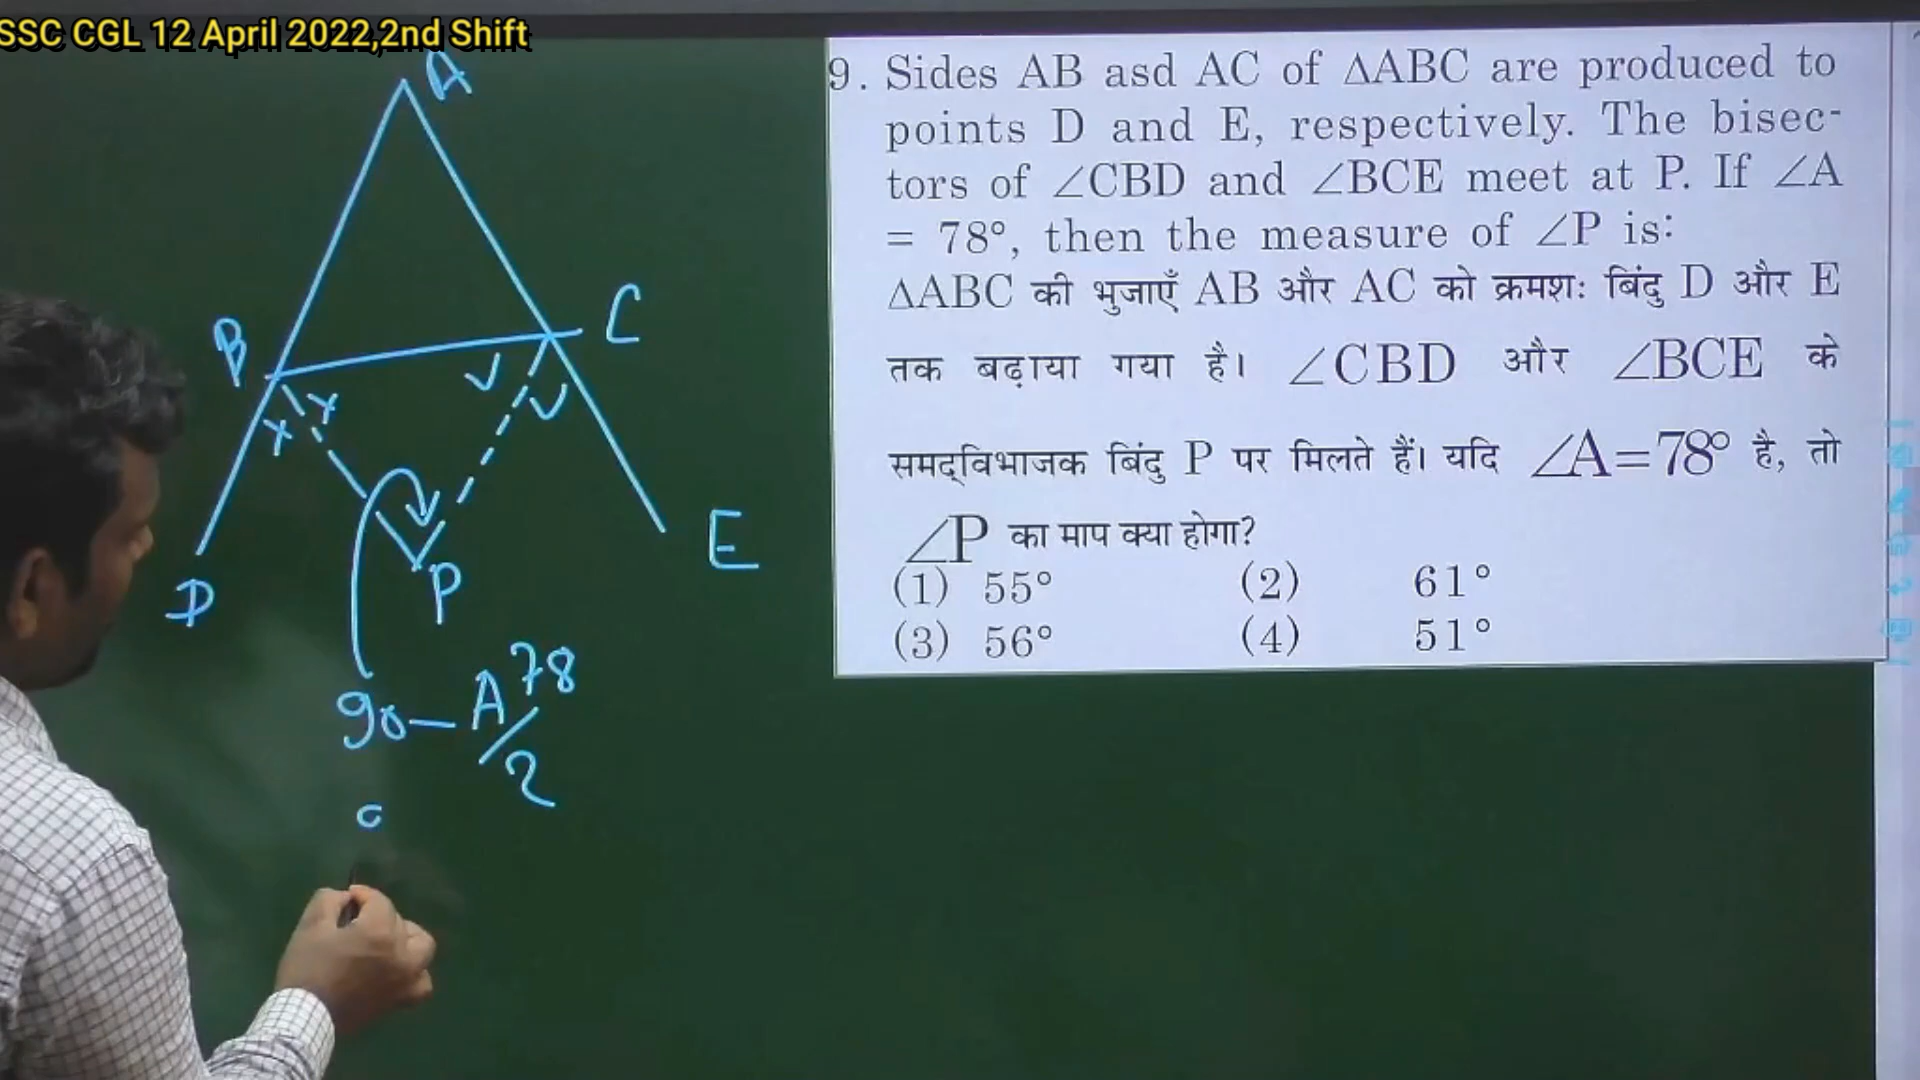 SSC CGL 12 April 2022,2nd Shift
A
B
C
x x
✓ ✓
D
P
E
90 - A 78
/2
9. Sides AB asd AC of ∆ABC are produced to
points D and E, respectively. The bisec-
tors of ∠CBD and ∠BCE meet at P. If ∠A
= 78°, then the measure of ∠P is:
∆ABC की भुजाएँ AB और AC को क्रमशः बिंदु D और E
तक बढ़ाया गया है। ∠CBD और ∠BCE के
समद्विभाजक बिंदु P पर मिलते हैं। यदि ∠A=78° है, तो
∠P का माप क्या होगा?
(1) 55° (2) 61°
(3) 56° (4) 51°